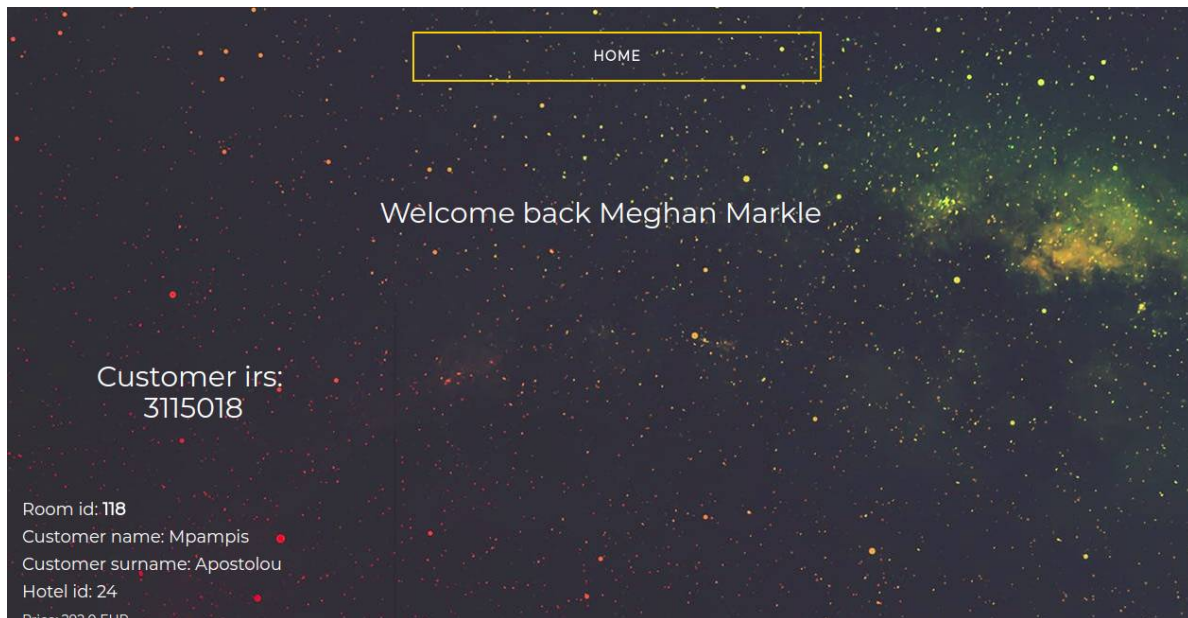 HOME
Welcome back Meghan Markle
Customer irs:
3115018
Room id: 118
Customer name: Mpampis
Customer surname: Apostolou
Hotel id: 24